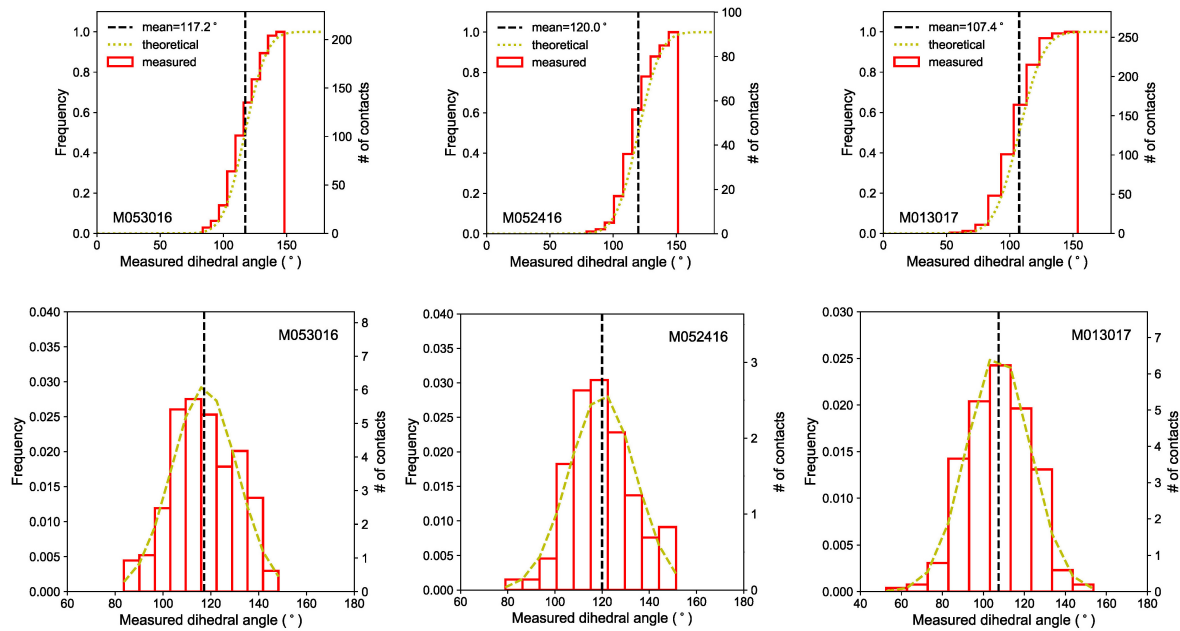 mean=117.2°
theoretical
measured
1.0
0.8
0.6
0.4
0.2
0.0
Frequency
200
150
100
50
0
# of contacts
M053016
0 50 100 150
Measured dihedral angle (°)
mean=120.0°
theoretical
measured
1.0
0.8
0.6
0.4
0.2
0.0
Frequency
100
80
60
40
20
0
# of contacts
M052416
0 50 100 150
Measured dihedral angle (°)
mean=107.4°
theoretical
measured
1.0
0.8
0.6
0.4
0.2
0.0
Frequency
250
200
150
100
50
0
# of contacts
M013017
0 50 100 150
Measured dihedral angle (°)
M053016
0.040
0.035
0.030
0.025
0.020
0.015
0.010
0.005
0.000
Frequency
8
7
6
5
4
3
2
1
0
# of contacts
60 80 100 120 140 160 180
Measured dihedral angle (°)
M052416
0.040
0.035
0.030
0.025
0.020
0.015
0.010
0.005
0.000
Frequency
3
2
1
0
# of contacts
60 80 100 120 140 160 180
Measured dihedral angle (°)
M013017
0.030
0.025
0.020
0.015
0.010
0.005
0.000
Frequency
7
6
5
4
3
2
1
0
# of contacts
40 60 80 100 120 140 160 180
Measured dihedral angle (°)